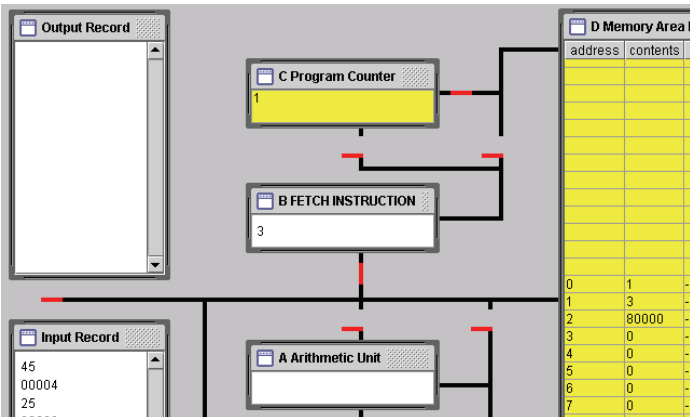 Output Record
C Program Counter
1
B FETCH INSTRUCTION
3
Input Record
45
00004
25
A Arithmetic Unit
D Memory Area
address contents
0 1 -
1 3 -
2 80000 -
3 0 -
4 0 -
5 0 -
6 0 -
7 0 -